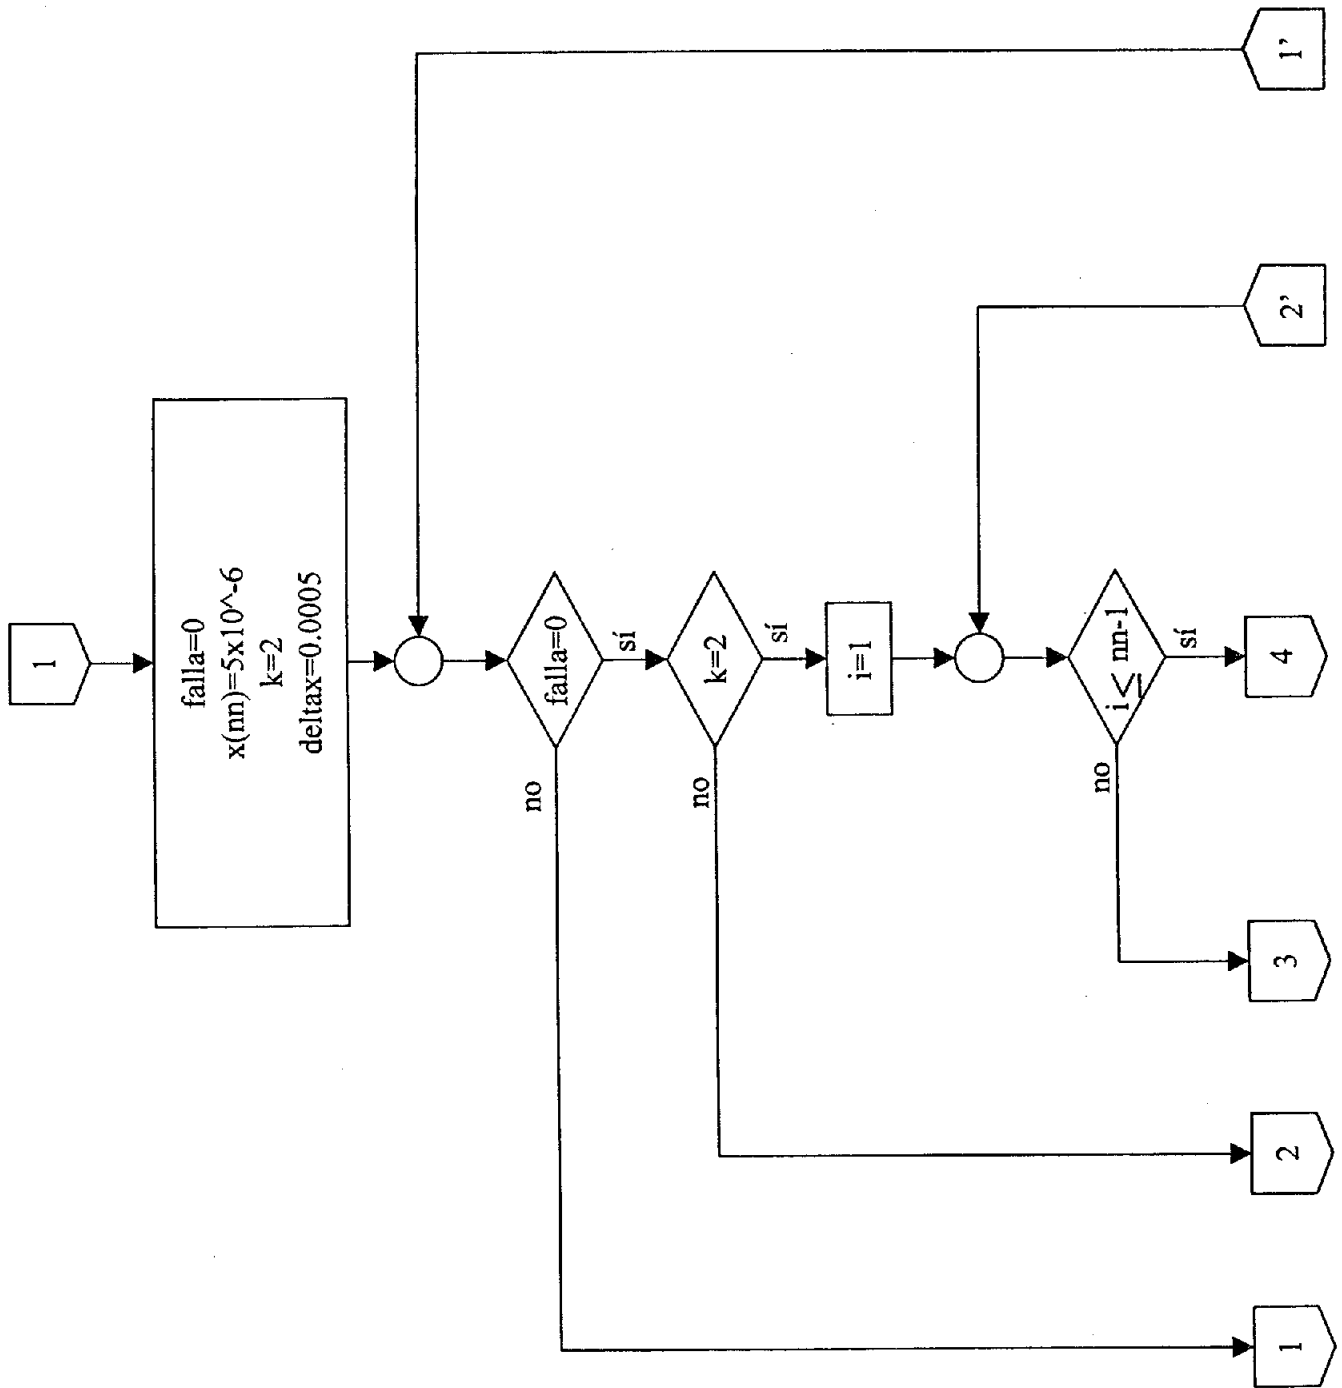 1
falla=0
x(nn)=5x10^-6
k=2
deltax=0.0005
1'
falla=0
sí
no
k=2
sí
no
i=1
2'
i≤ nn-1
sí
no
1
2
3
4